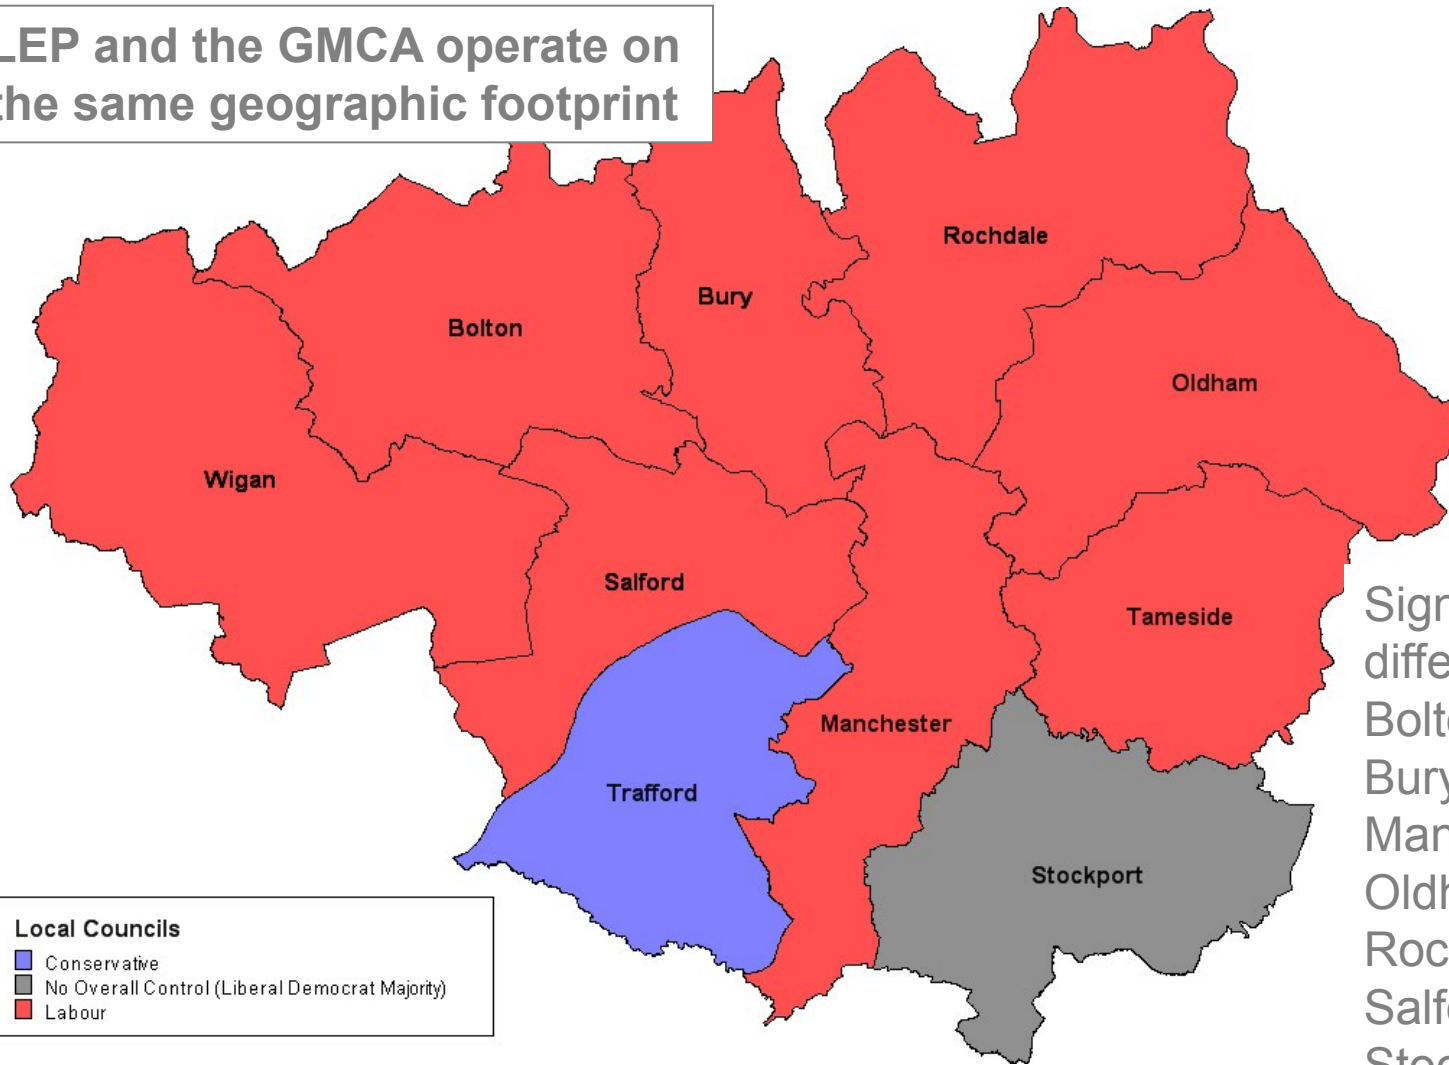 LEP and the GMCA operate on
the same geographic footprint
Rochdale
Bury
Bolton
Oldham
Wigan
Salford
Tameside
Manchester
Trafford
Stockport
Local Councils
Conservative
No Overall Control (Liberal Democrat Majority)
Labour
Bury